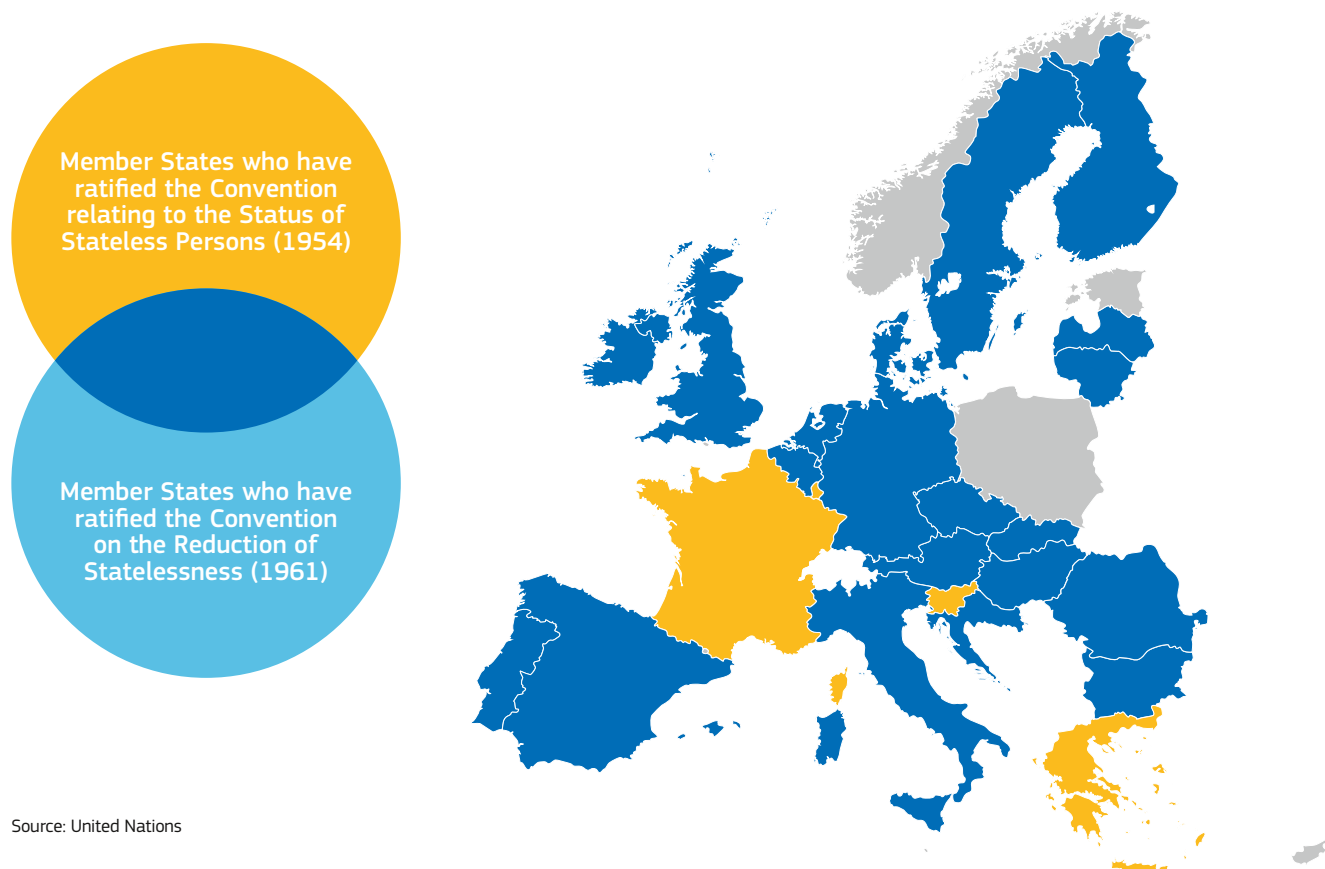 Member States who have
ratified the Convention
relating to the Status of
Stateless Persons (1954)
Member States who have
ratified the Convention
on the Reduction of
Statelessness (1961)
Source: United Nations